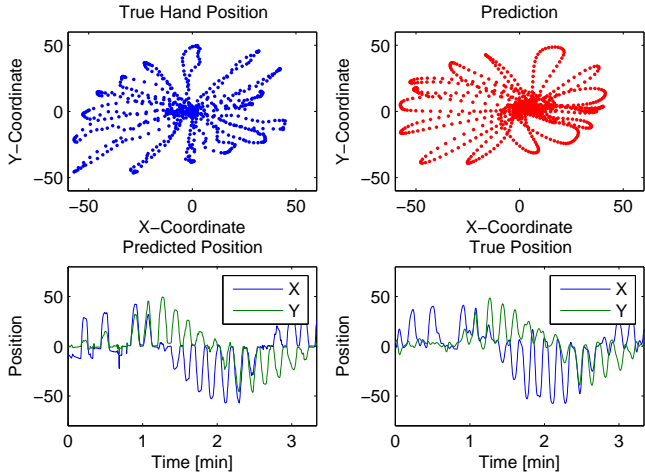 True Hand Position
Prediction
50
0
−50
Y−Coordinate
−50
0
50
X−Coordinate
50
0
−50
Y−Coordinate
−50
0
50
X−Coordinate
Predicted Position
True Position
50
0
−50
Position
X
Y
0
1
2
3
Time [min]
50
0
−50
Position
X
Y
0
1
2
3
Time [min]